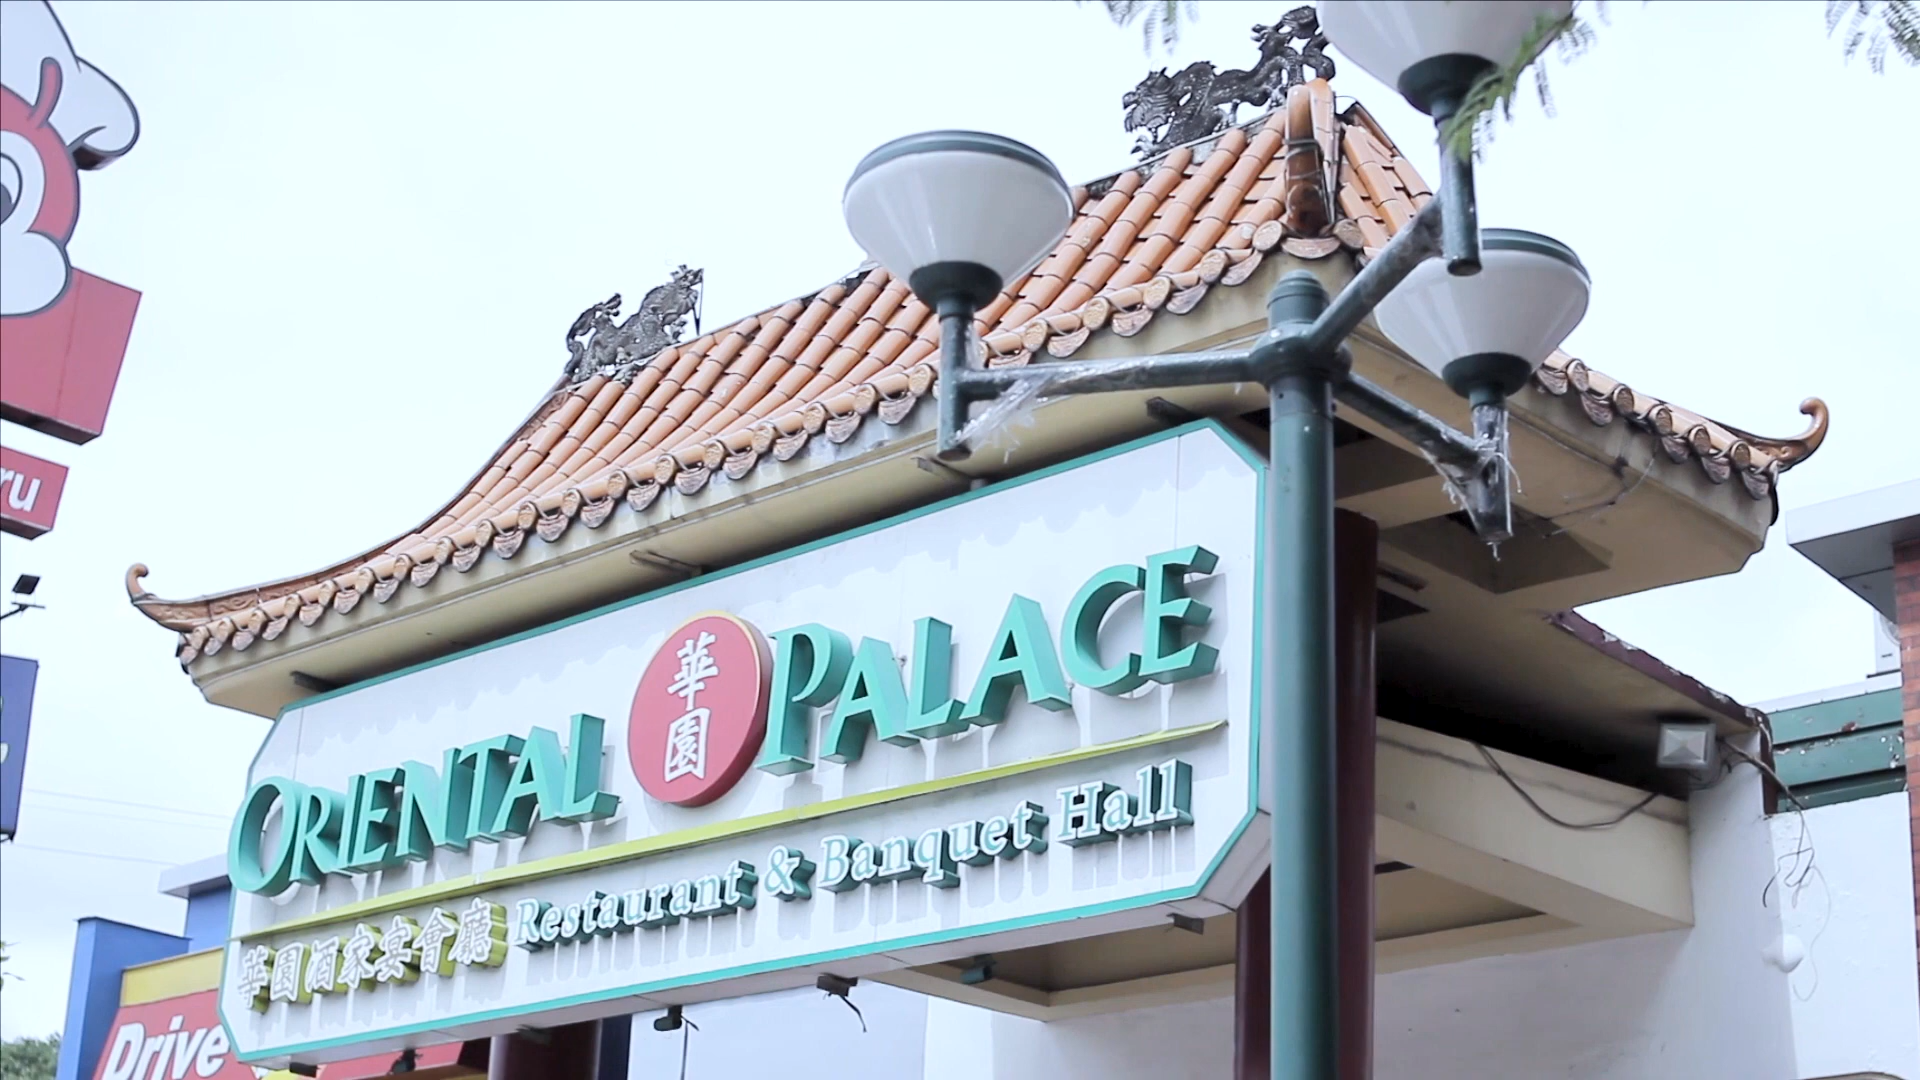 ORIENTAL 華園 PALACE
華園酒家宴會廳 Restaurant & Banquet Hall
ru
Drive